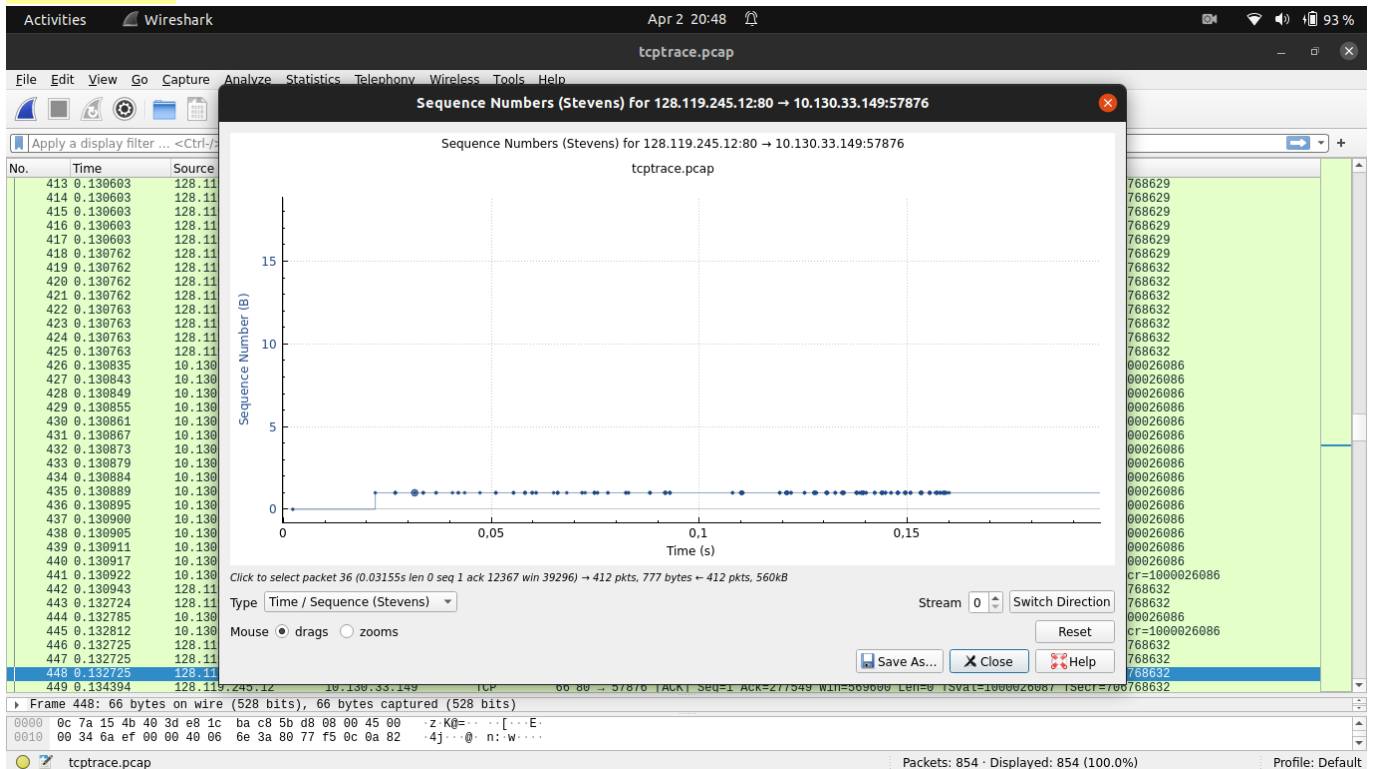 Activities Wireshark Apr 2 20:48 93 %
tcptrace.pcap
File Edit View Go Capture Analyze Statistics Telephony Wireless Tools Help
Sequence Numbers (Stevens) for 128.119.245.12:80 → 10.130.33.149:57876
Apply a display filter ... <Ctrl-/>
Sequence Numbers (Stevens) for 128.119.245.12:80 → 10.130.33.149:57876
tcptrace.pcap
No. Time Source
413 0.130603 128.11 768629
414 0.130603 128.11 768629
415 0.130603 128.11 768629
416 0.130603 128.11 768629
417 0.130603 128.11 768629
418 0.130762 128.11 768629
419 0.130762 128.11 768632
420 0.130762 128.11 768632
421 0.130762 128.11 768632
422 0.130763 128.11 768632
423 0.130763 128.11 768632
424 0.130763 128.11 768632
425 0.130763 128.11 768632
426 0.130835 10.130 00026086
427 0.130843 10.130 00026086
428 0.130849 10.130 00026086
429 0.130855 10.130 00026086
430 0.130861 10.130 00026086
431 0.130867 10.130 00026086
432 0.130873 10.130 00026086
433 0.130879 10.130 00026086
434 0.130884 10.130 00026086
435 0.130889 10.130 00026086
436 0.130895 10.130 00026086
437 0.130900 10.130 00026086
438 0.130905 10.130 00026086
439 0.130911 10.130 00026086
440 0.130917 10.130 00026086
441 0.130922 10.130 cr=1000026086
442 0.130943 128.11 768632
443 0.132724 128.11 768632
444 0.132785 10.130 00026086
445 0.132812 10.130 cr=1000026086
446 0.132725 128.11 768632
447 0.132725 128.11 768632
448 0.132725 128.11 768632
449 0.134394 128.119.245.12 10.130.33.149 TCP 66 80 → 57876 [ACK] Seq=1 Ack=277549 Win=569600 Len=0 TSval=1000026087 TSecr=706768632
Sequence Number (B)
15
10
5
0
0 0,05 0,1 0,15
Time (s)
Click to select packet 36 (0.03155s len 0 seq 1 ack 12367 win 39296) → 412 pkts, 777 bytes ← 412 pkts, 560kB
Type Time / Sequence (Stevens) Stream 0 Switch Direction
Mouse drags zooms Reset
Save As... Close Help
Frame 448: 66 bytes on wire (528 bits), 66 bytes captured (528 bits)
0000 0c 7a 15 4b 40 3d e8 1c ba c8 5b d8 08 00 45 00 ·z·K@=·· ··[···E·
0010 00 34 6a ef 00 00 40 06 6e 3a 80 77 f5 0c 0a 82 ·4j···@· n:·w····
tcptrace.pcap Packets: 854 · Displayed: 854 (100.0%) Profile: Default